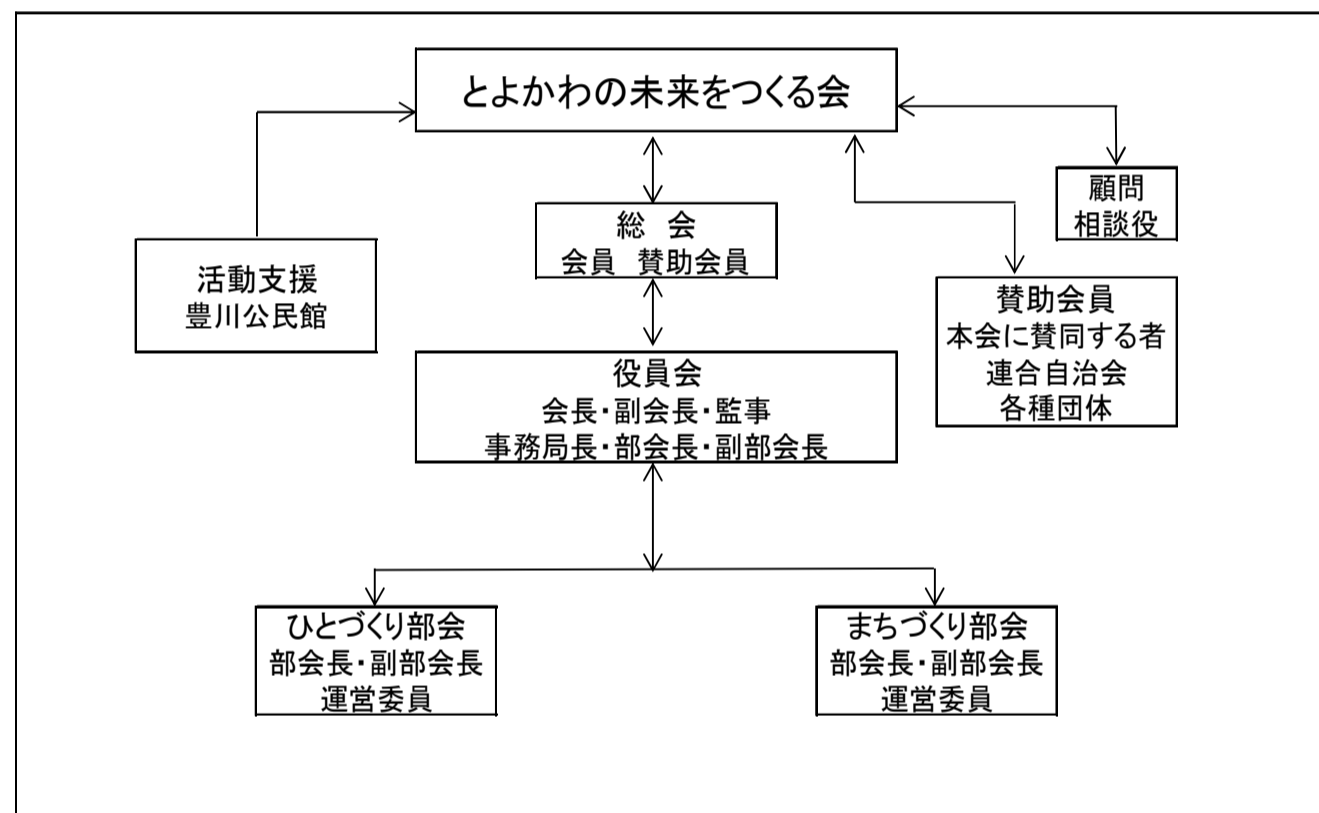 とよかわの未来をつくる会
顧問
相談役
総　会
会員　賛助会員
活動支援
豊川公民館
賛助会員
本会に賛同する者
連合自治会
各種団体
役員会
会長・副会長・監事
事務局長・部会長・副部会長
ひとづくり部会
部会長・副部会長
運営委員
まちづくり部会
部会長・副部会長
運営委員